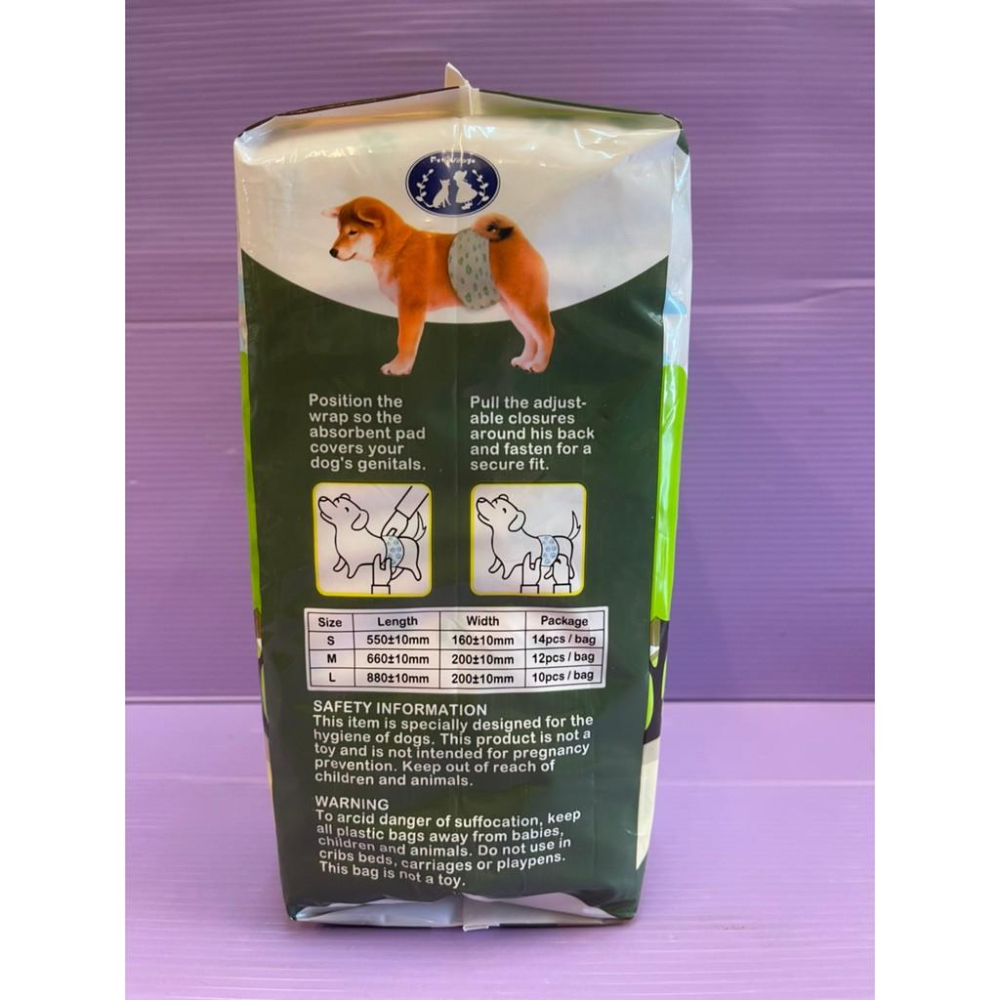 Pet Village
Position the
wrap so the
absorbent pad
covers your
dog's genitals.
Pull the adjust-
able closures
around his back
and fasten for a
secure fit.
Size Length Width Package
S 550±10mm 160±10mm 14pcs / bag
M 660±10mm 200±10mm 12pcs / bag
L 880±10mm 200±10mm 10pcs / bag
SAFETY INFORMATION
This item is specially designed for the
hygiene of dogs. This product is not a
toy and is not intended for pregnancy
prevention. Keep out of reach of
children and animals.
WARNING
To arcid danger of suffocation, keep
all plastic bags away from babies,
children and animals. Do not use in
cribs beds, carriages or playpens.
This bag is not a toy.